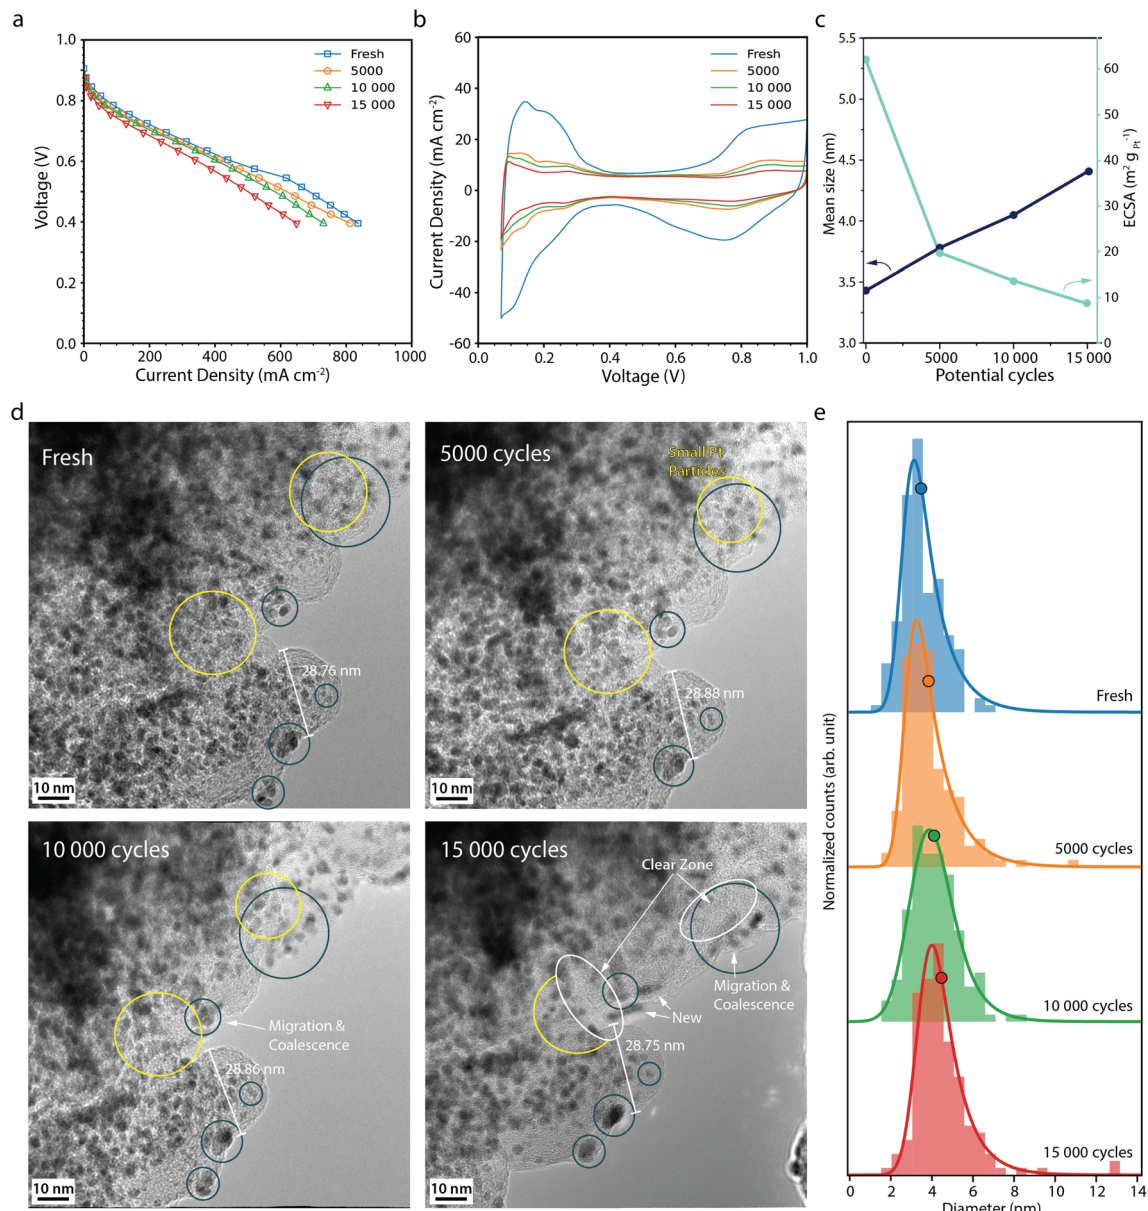 a
1.0
0.8
0.6
0.4
0.2
0.0
Voltage (V)
Fresh
5000
10 000
15 000
0
200
400
600
800
1000
Current Density (mA cm⁻²)
b
60
40
20
0
-20
-40
-60
Current Density (mA cm⁻²)
Fresh
5000
10 000
15 000
0.0
0.2
0.4
0.6
0.8
1.0
Voltage (V)
c
5.5
5.0
4.5
4.0
3.5
3.0
Mean size (nm)
60
50
40
30
20
10
0
ECSA (m² g Pt⁻¹)
0
5000
10 000
15 000
Potential cycles
d
Fresh
28.76 nm
10 nm
5000 cycles
Small Pt
Particles
28.88 nm
10 nm
10 000 cycles
Migration &
Coalescence
28.86 nm
10 nm
15 000 cycles
Clear Zone
Migration &
Coalescence
New
28.75 nm
10 nm
e
Normalized counts (arb. unit)
Fresh
5000 cycles
10 000 cycles
15 000 cycles
0
2
4
6
8
10
12
14
Diameter (nm)